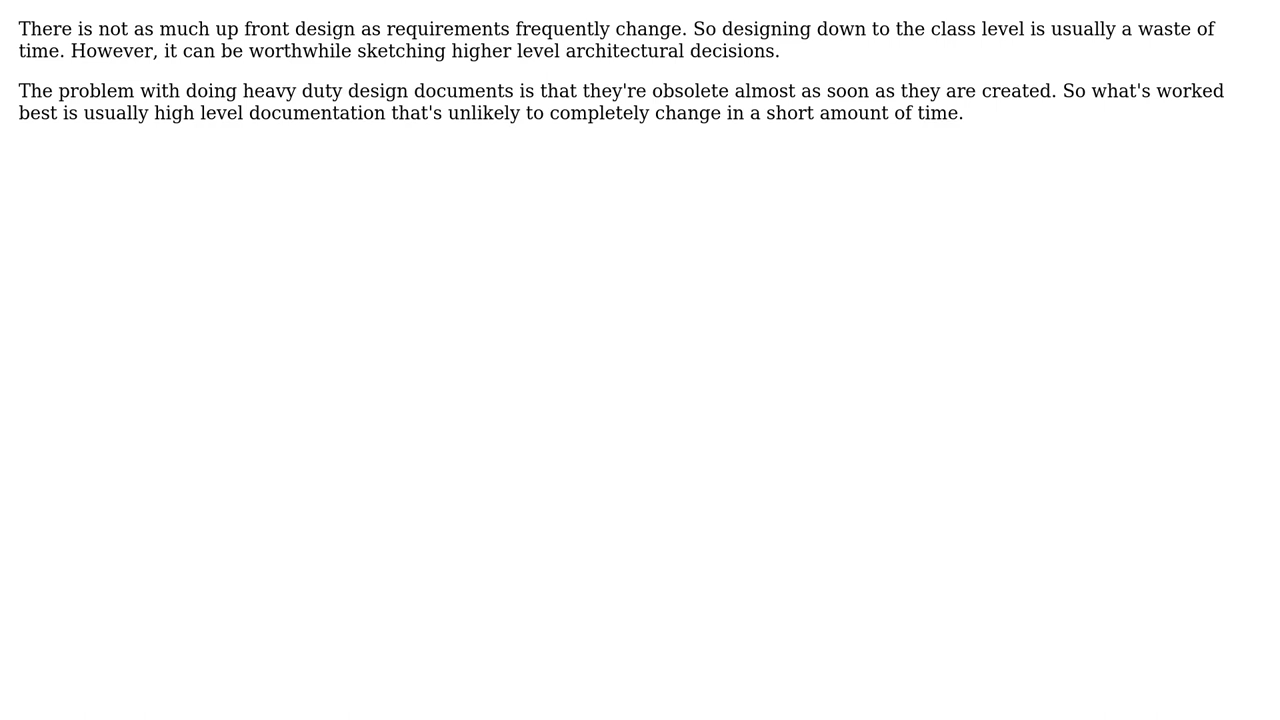 There is not as much up front design as requirements frequently change. So designing down to the class level is usually a waste of
time. However, it can be worthwhile sketching higher level architectural decisions.
The problem with doing heavy duty design documents is that they're obsolete almost as soon as they are created. So what's worked
best is usually high level documentation that's unlikely to completely change in a short amount of time.